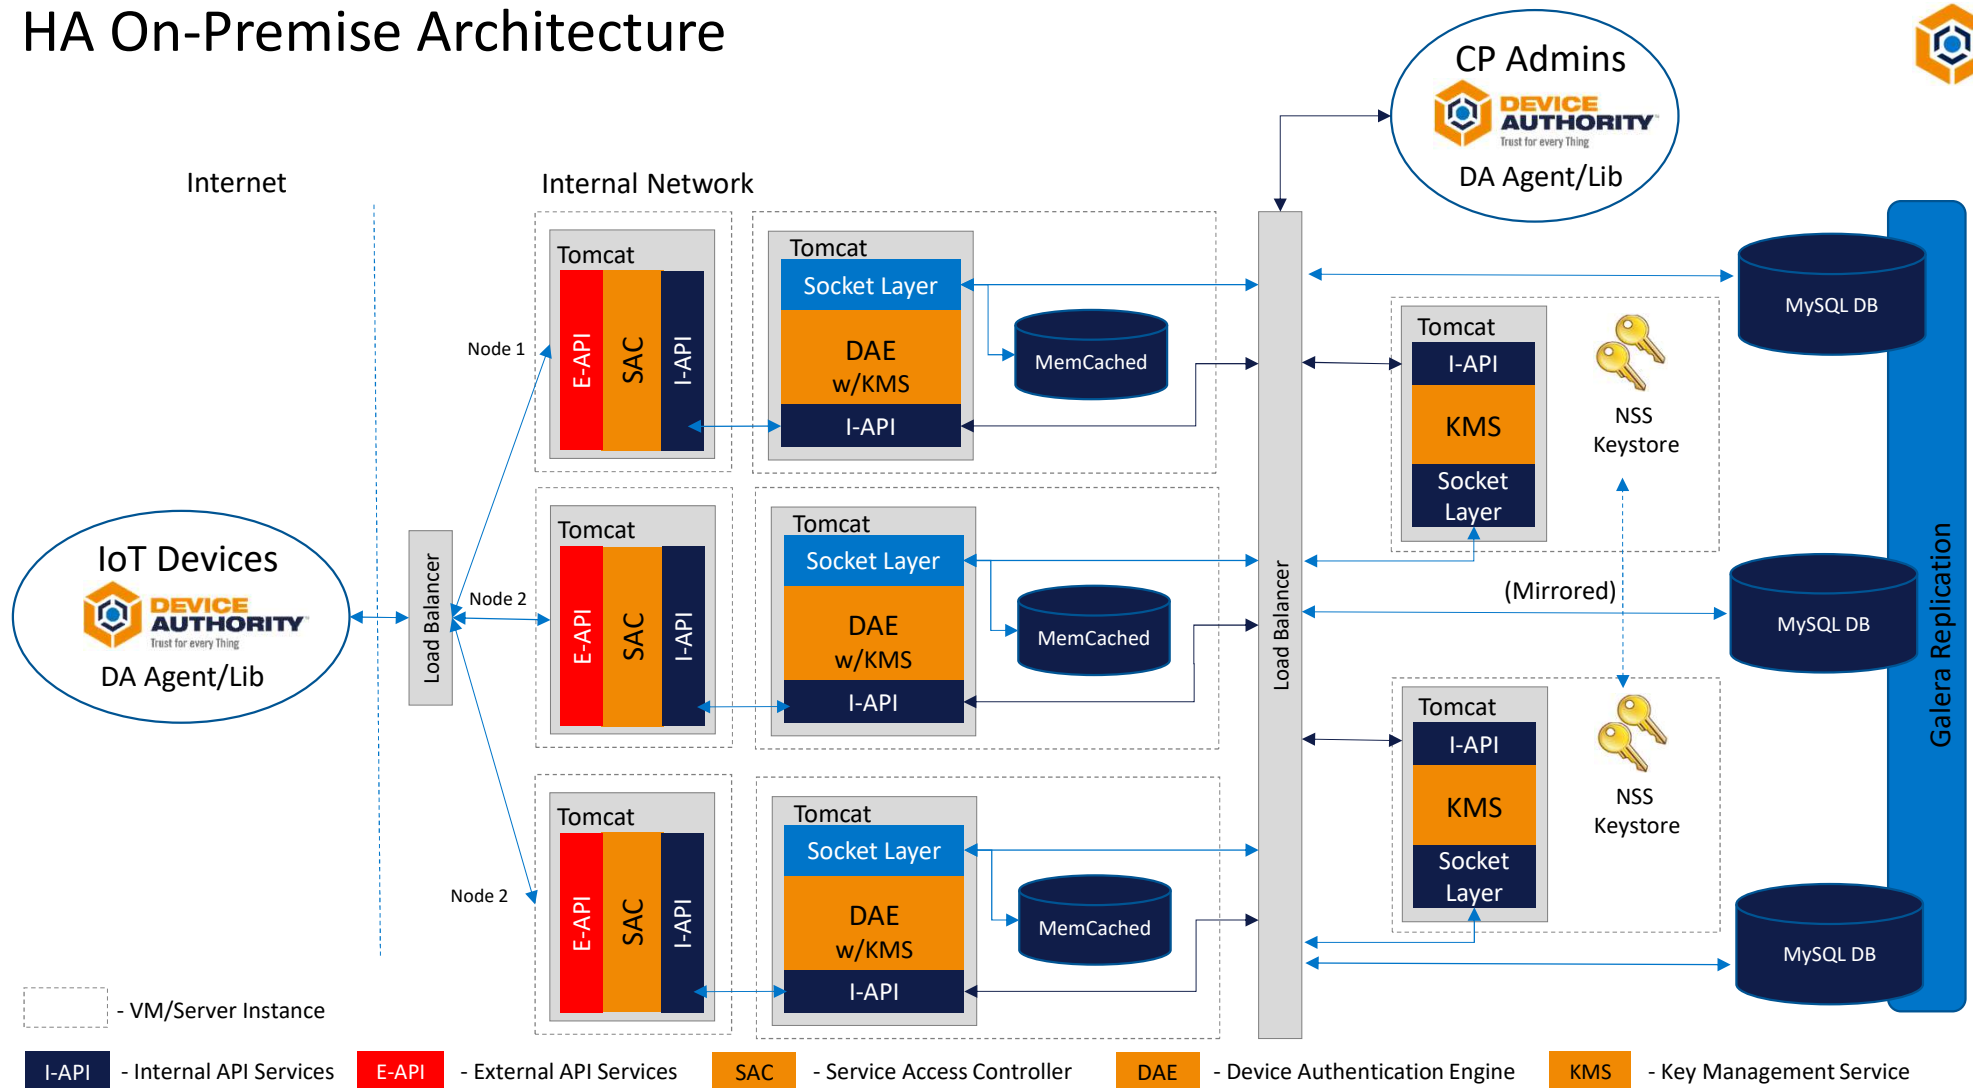 HA On-Premise Architecture
CP Admins
DEVICE
AUTHORITY™
Trust for every Thing
DA Agent/Lib
Internet
Internal Network
Tomcat
E-API
SAC
I-API
Tomcat
Socket Layer
DAE
w/KMS
I-API
MemCached
Node 1
Tomcat
I-API
KMS
Socket
Layer
NSS
Keystore
MySQL DB
IoT Devices
DEVICE
AUTHORITY™
Trust for every Thing
DA Agent/Lib
Load Balancer
Node 2
Tomcat
E-API
SAC
I-API
Tomcat
Socket Layer
DAE
w/KMS
I-API
MemCached
Load Balancer
(Mirrored)
MySQL DB
Galera Replication
Node 2
Tomcat
E-API
SAC
I-API
Tomcat
Socket Layer
DAE
w/KMS
I-API
MemCached
Tomcat
I-API
KMS
Socket
Layer
NSS
Keystore
MySQL DB
- VM/Server Instance
I-API - Internal API Services
E-API - External API Services
SAC - Service Access Controller
DAE - Device Authentication Engine
KMS - Key Management Service